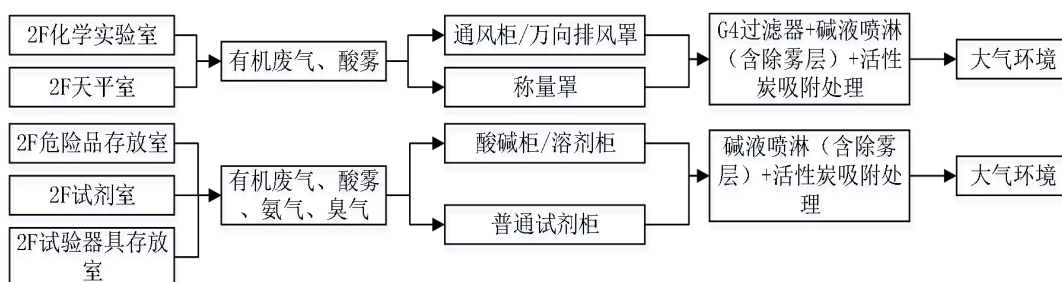 2F化学实验室
2F天平室
有机废气、酸雾
通风柜/万向排风罩
称量罩
G4过滤器+碱液喷淋
（含除雾层）+活性
炭吸附处理
大气环境
2F危险品存放室
2F试剂室
2F试验器具存放
室
有机废气、酸雾
、氨气、臭气
酸碱柜/溶剂柜
普通试剂柜
碱液喷淋（含除雾
层）+活性炭吸附处
理
大气环境